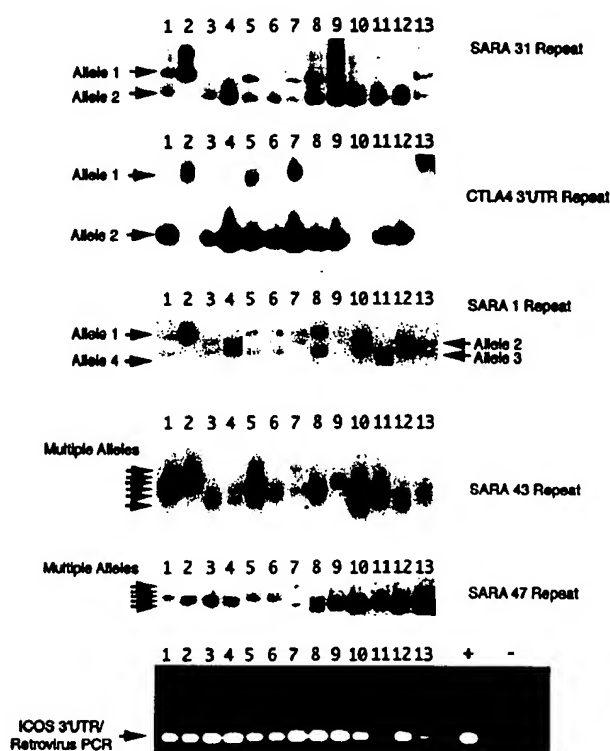 1 2 3 4 5 6 7 8 9 10 11 12 13
SARA 31 Repeat
Allele 1
Allele 2
1 2 3 4 5 6 7 8 9 10 11 12 13
Allele 1
CTLA4 3'UTR Repeat
Allele 2
1 2 3 4 5 6 7 8 9 10 11 12 13
SARA 1 Repeat
Allele 1
Allele 2
Allele 4
Allele 3
1 2 3 4 5 6 7 8 9 10 11 12 13
Multiple Alleles
SARA 43 Repeat
Multiple Alleles
1 2 3 4 5 6 7 8 9 10 11 12 13
SARA 47 Repeat
1 2 3 4 5 6 7 8 9 10 11 12 13 + -
ICOS 3'UTR/
Retrovirus PCR